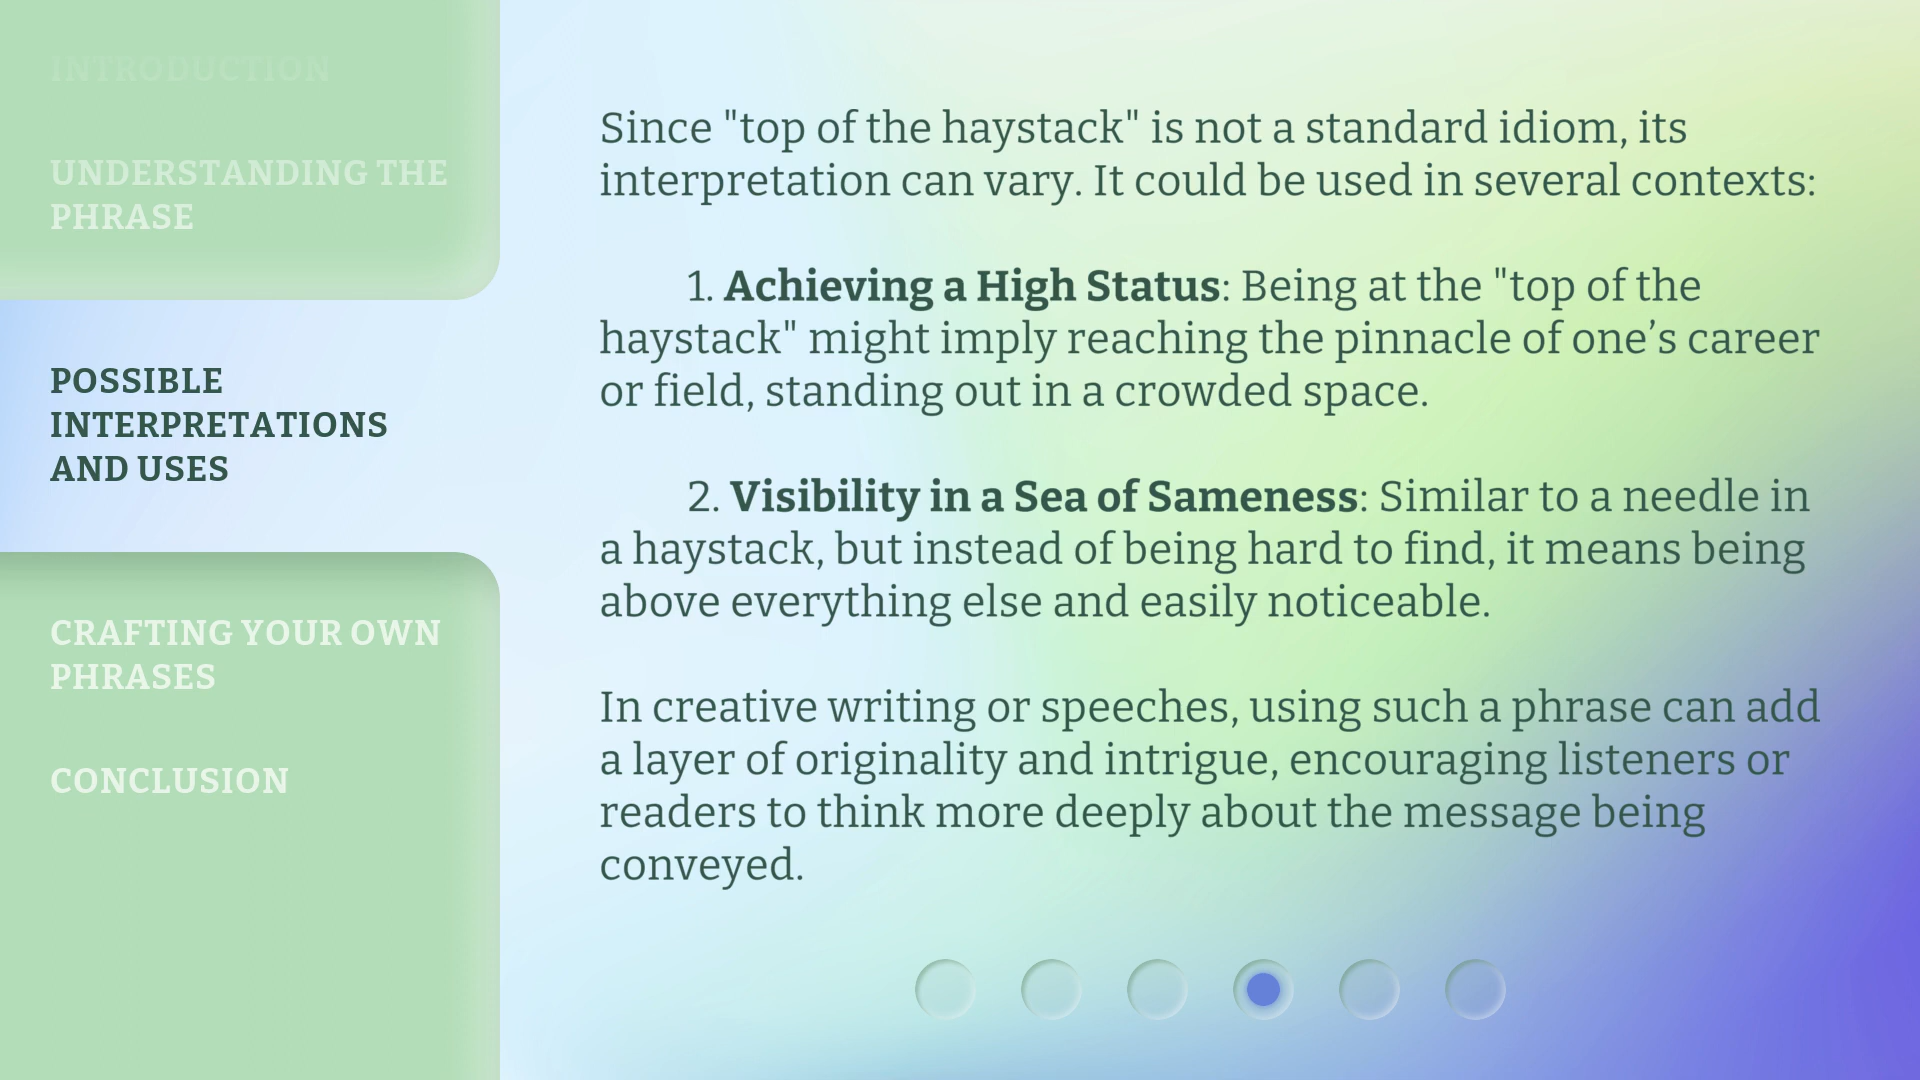 INTRODUCTION
UNDERSTANDING THE
PHRASE
POSSIBLE
INTERPRETATIONS
AND USES
CRAFTING YOUR OWN
PHRASES
CONCLUSION
Since "top of the haystack" is not a standard idiom, its
interpretation can vary. It could be used in several contexts:
1. Achieving a High Status: Being at the "top of the
haystack" might imply reaching the pinnacle of one’s career
or field, standing out in a crowded space.
2. Visibility in a Sea of Sameness: Similar to a needle in
a haystack, but instead of being hard to find, it means being
above everything else and easily noticeable.
In creative writing or speeches, using such a phrase can add
a layer of originality and intrigue, encouraging listeners or
readers to think more deeply about the message being
conveyed.